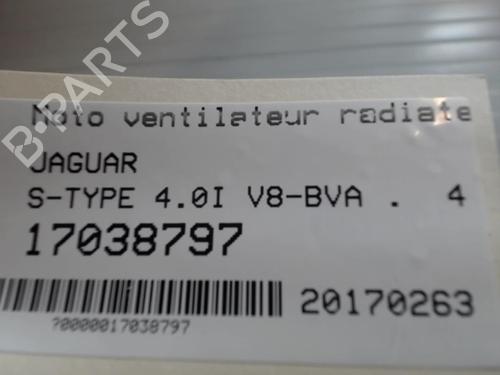 Moto ventilateur radiate
JAGUAR
S-TYPE 4.0I V8-BVA . 4
17038797
20170263
?0000017038797
B-PARTS